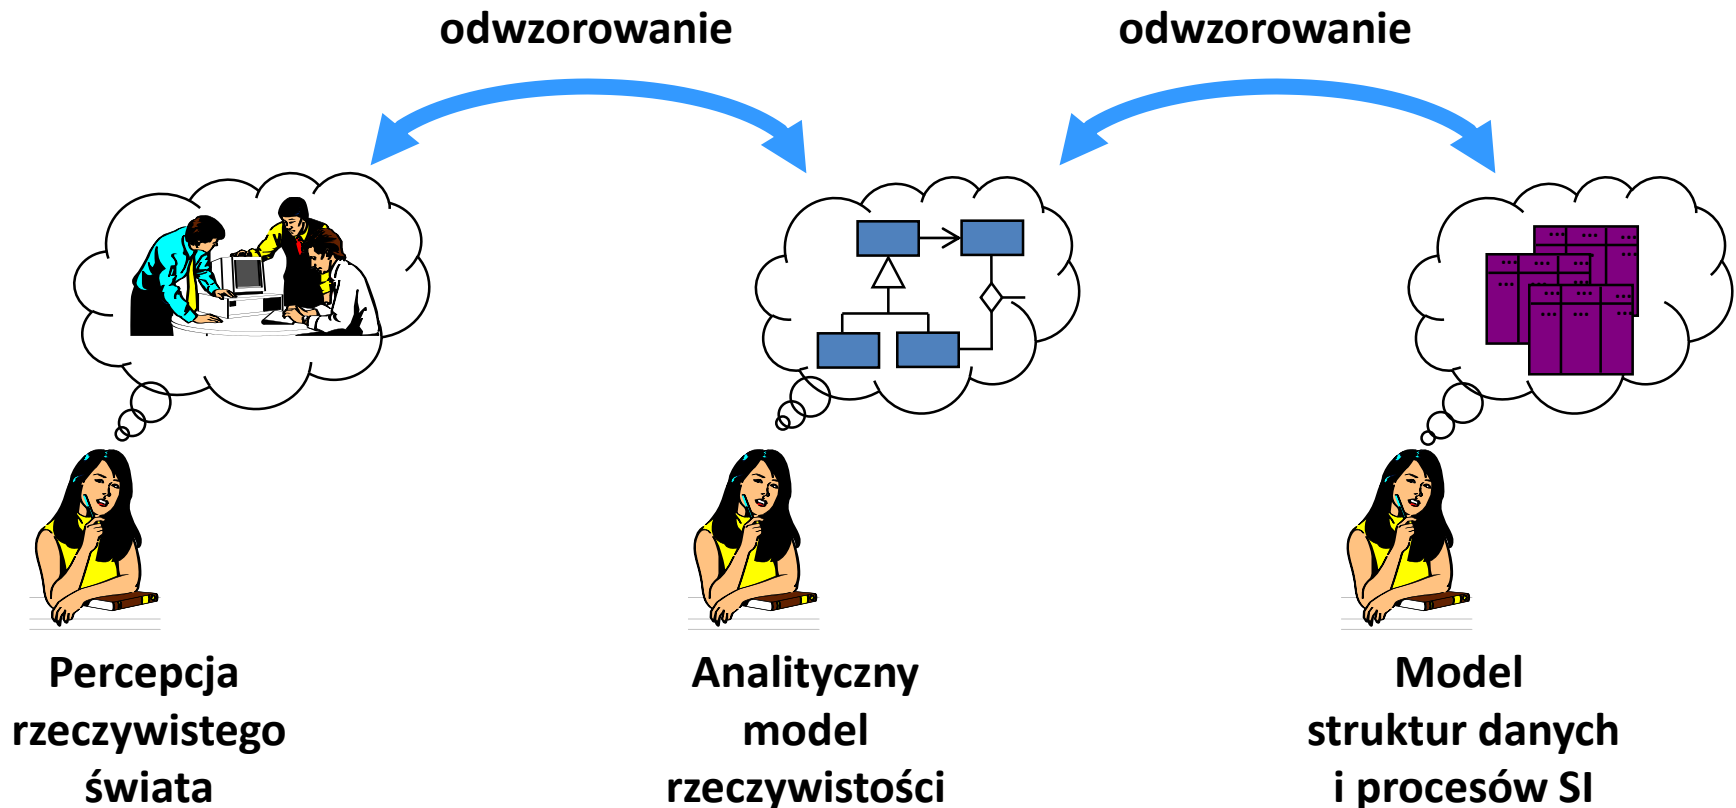 odwzorowanie
odwzorowanie
Percepcja
rzeczywistego
świata
Analityczny
model
rzeczywistości
Model
struktur danych
i procesów SI